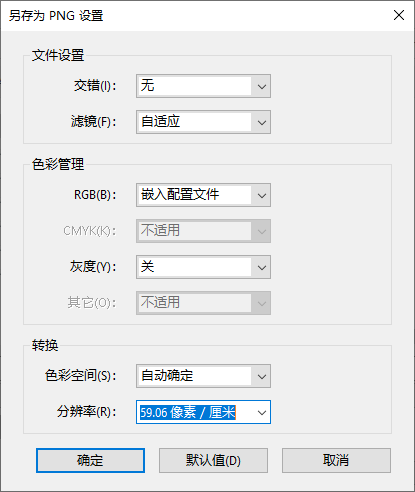 另存为 PNG 设置
文件设置
交错(I)： 无
滤镜(F)： 自适应
色彩管理
RGB(B)： 嵌入配置文件
CMYK(K)： 不适用
灰度(Y)： 关
其它(O)： 不适用
转换
色彩空间(S)： 自动确定
分辨率(R)： 59.06 像素 / 厘米
确定 默认值(D) 取消